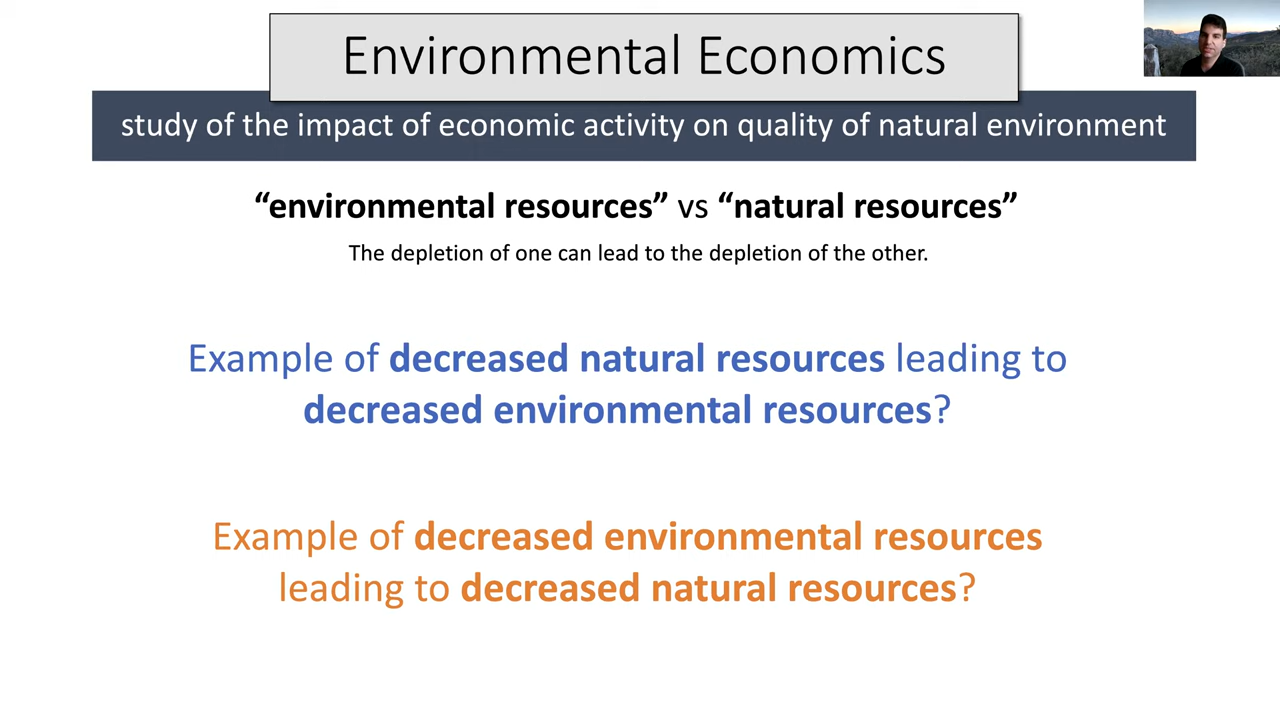 Environmental Economics
study of the impact of economic activity on quality of natural environment
“environmental resources” vs “natural resources”
The depletion of one can lead to the depletion of the other.
Example of decreased natural resources leading to
decreased environmental resources?
Example of decreased environmental resources
leading to decreased natural resources?